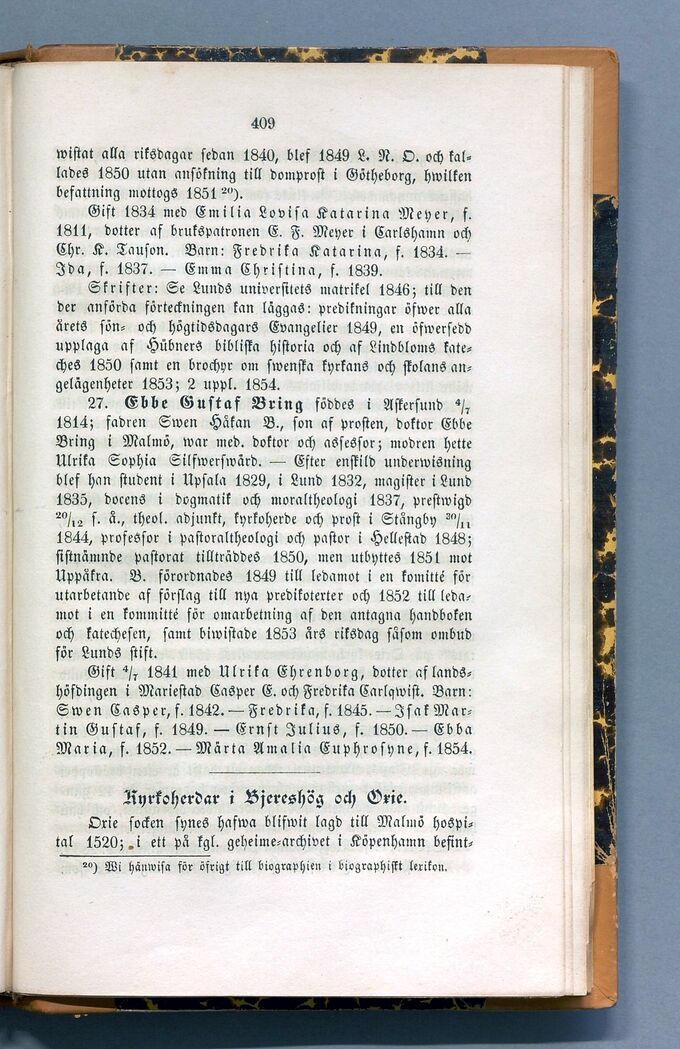 409
wistat alla riksdagar sedan 1840, blef 1849 L. N. O. och kal-
lades 1850 utan ansökning till domprost i Götheborg, hwilken
befattning mottogs 1851 ²⁰).
Gift 1834 med Emilia Lovisa Katarina Meyer, f.
1811, dotter af brukspatronen E. F. Meyer i Carlshamn och
Chr. K. Tauson. Barn: Fredrika Katarina, f. 1834. —
Ida, f. 1837. — Emma Christina, f. 1839.
Skrifter: Se Lunds universitets matrikel 1846; till den
der anförda förteckningen kan läggas: predikningar öfwer alla
årets sön- och högtidsdagars Evangelier 1849, en öfwersedd
upplaga af Hübners bibliska historia och af Lindbloms kate-
ches 1850 samt en brochyr om swenska kyrkans och skolans an-
gelägenheter 1853; 2 uppl. 1854.
27. Ebbe Gustaf Bring föddes i Askersund ⁴/₇
1814; fadren Swen Håkan B., son af prosten, doktor Ebbe
Bring i Malmö, war med. doktor och assessor; modren hette
Ulrika Sophia Silfwerswärd. — Efter enskild underwisning
blef han student i Upsala 1829, i Lund 1832, magister i Lund
1835, docens i dogmatik och moraltheologi 1837, prestwigd
²⁰/₁₂ s. å., theol. adjunkt, kyrkoherde och prost i Stångby ³⁰/₁₁
1844, professor i pastoraltheologi och pastor i Hellestad 1848;
sistnämnde pastorat tillträddes 1850, men utbyttes 1851 mot
Uppåkra. B. förordnades 1849 till ledamot i en komitté för
utarbetande af förslag till nya predikoterter och 1852 till leda-
mot i en kommitté för omarbetning af den antagna handboken
och katechesen, samt biwistade 1853 års riksdag såsom ombud
för Lunds stift.
Gift ⁴/₇ 1841 med Ulrika Ehrenborg, dotter af lands-
höfdingen i Mariestad Casper E. och Fredrika Carlqwist. Barn:
Swen Casper, f. 1842. — Fredrika, f. 1845. — Isak Mar-
tin Gustaf, f. 1849. — Ernst Julius, f. 1850. — Ebba
Maria, f. 1852. — Märta Amalia Euphrosyne, f. 1854.
Kyrkoherdar i Bjereshög och Oxie.
Oxie socken synes hafwa blifwit lagd till Malmö hospi-
tal 1520; i ett på kgl. geheime-archivet i Köpenhamn befint-
²⁰) Wi hänwisa för öfrigt till biographien i biographiskt lexikon.